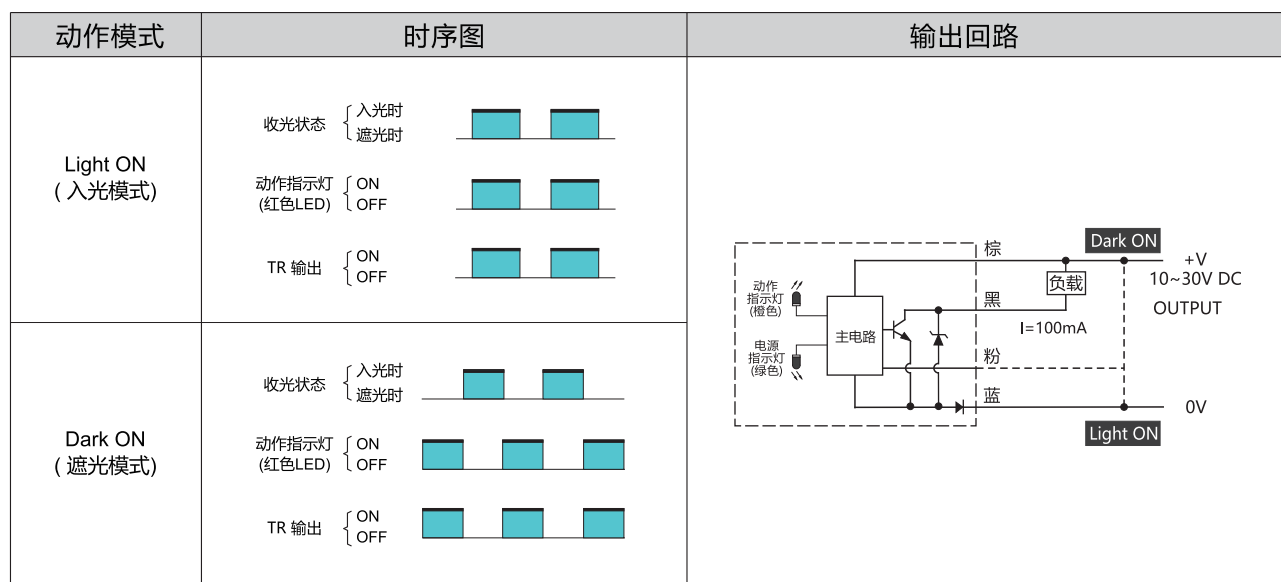 动作模式
时序图
输出回路
Light ON
( 入光模式)
收光状态
入光时
遮光时
动作指示灯
(红色LED)
ON
OFF
TR 输出
ON
OFF
Dark ON
( 遮光模式)
收光状态
入光时
遮光时
动作指示灯
(红色LED)
ON
OFF
TR 输出
ON
OFF
动作
指示灯
(橙色)
电源
指示灯
(绿色)
主电路
棕
黑
粉
蓝
Dark ON
负载
I=100mA
+V
10~30V DC
OUTPUT
0V
Light ON